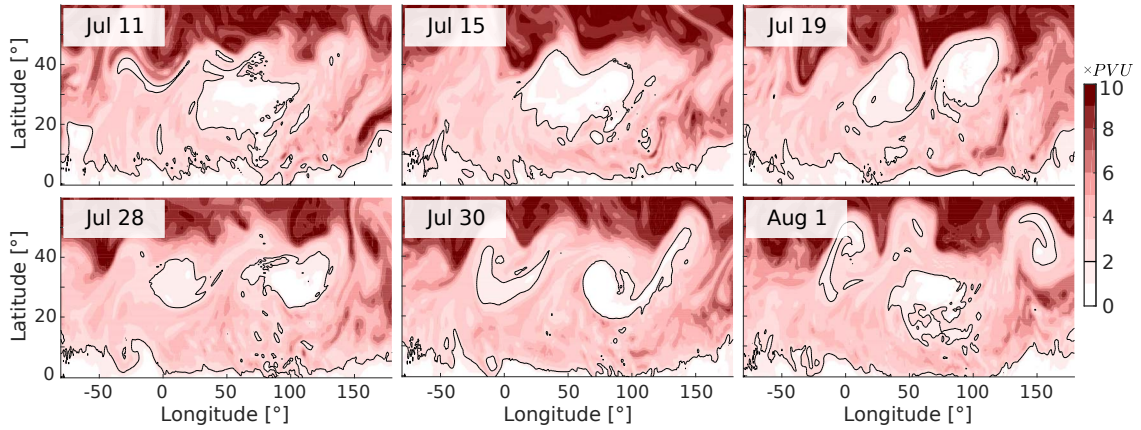 Jul 11
Jul 15
Jul 19
Latitude [°]
40
20
0
×PVU
10
8
6
4
2
0
Jul 28
Jul 30
Aug 1
Latitude [°]
40
20
0
-50 0 50 100 150
-50 0 50 100 150
-50 0 50 100 150
Longitude [°]
Longitude [°]
Longitude [°]